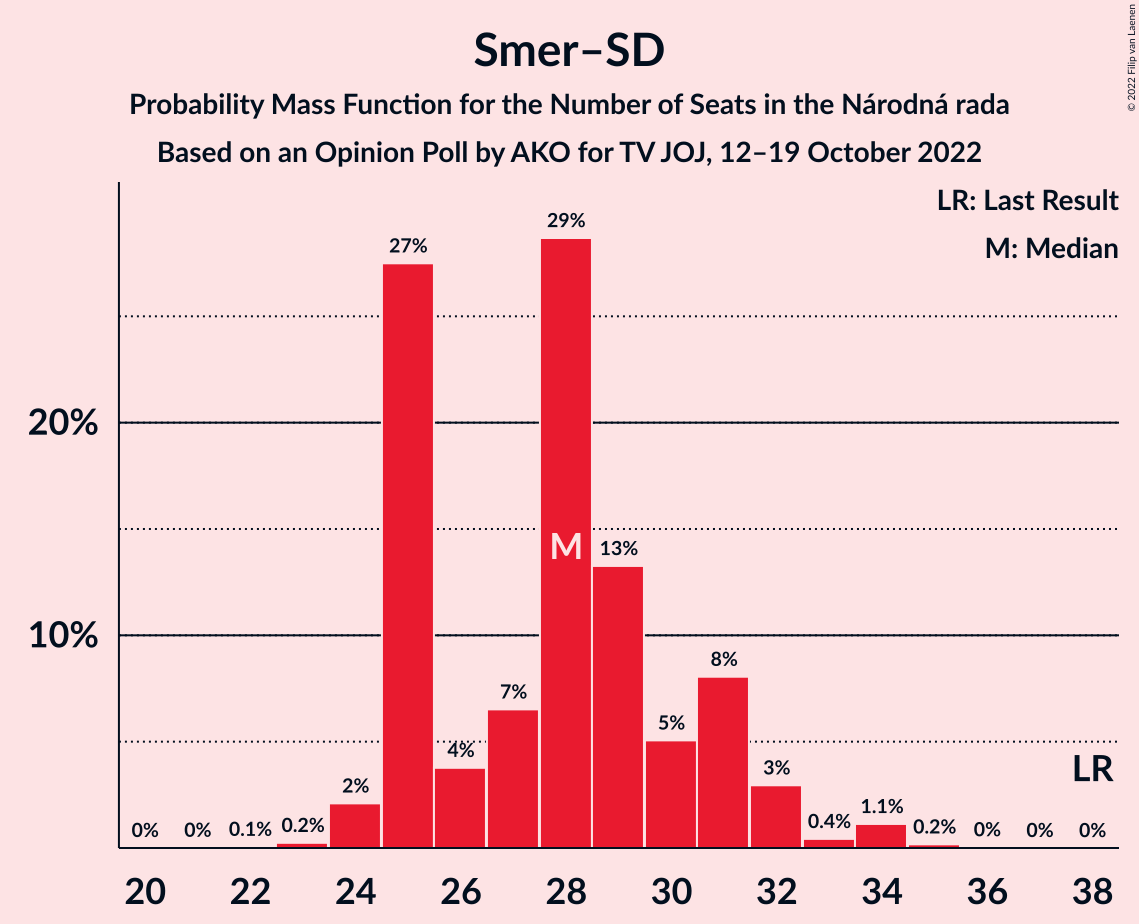 Smer–SD
Probability Mass Function for the Number of Seats in the Národná rada
Based on an Opinion Poll by AKO for TV JOJ, 12–19 October 2022
© 2022 Filip van Laenen
LR: Last Result
M: Median
20%
10%
0%
0%
0.1%
0.2%
2%
27%
4%
7%
29%
M
13%
5%
8%
3%
0.4%
1.1%
0.2%
0%
0%
0%
LR
20 22 24 26 28 30 32 34 36 38